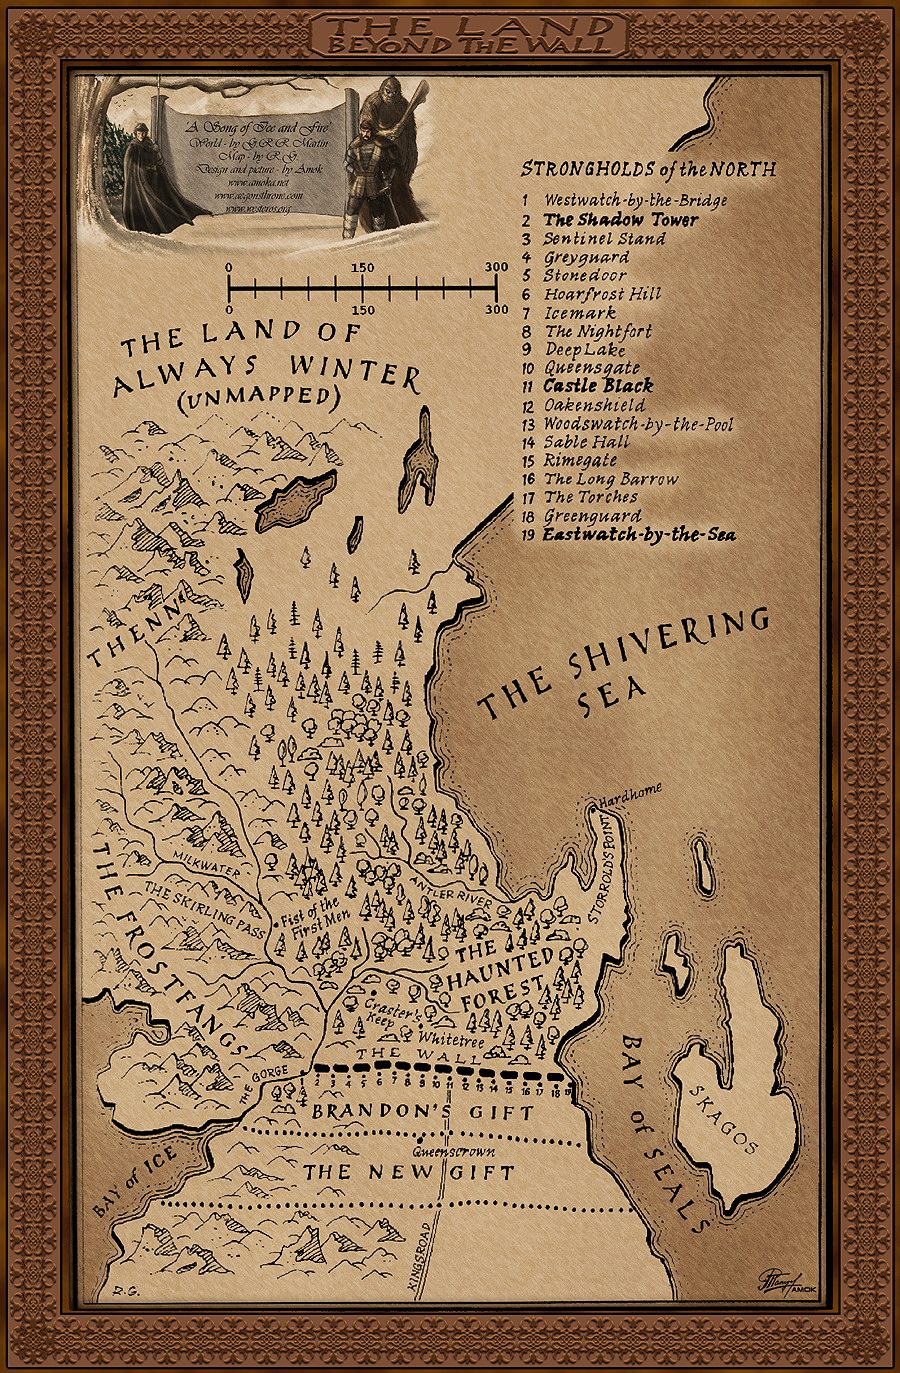 THE LAND
BEYOND THE WALL
"A Song of Ice and Fire"
World - by G.R.R. Martin
Map - by R.G.
Design and picture - by Amok
www.amoka.net
www.aegonsthrone.com
www.westeros.org
STRONGHOLDS of the NORTH
1 Westwatch-by-the-Bridge
2 The Shadow Tower
3 Sentinel Stand
4 Greyguard
5 Stonedoor
6 Hoarfrost Hill
7 Icemark
8 The Nightfort
9 Deep Lake
10 Queensgate
11 Castle Black
12 Oakenshield
13 Woodswatch-by-the-Pool
14 Sable Hall
15 Rimegate
16 The Long Barrow
17 The Torches
18 Greenguard
19 Eastwatch-by-the-Sea
0 150 300
0 150 300
THE LAND OF
ALWAYS WINTER
(UNMAPPED)
THENN
THE SHIVERING
SEA
Hardhome
STORROLD'S POINT
MILKWATER
THE SKIRLING PASS
THE FROSTFANGS
Fist of the
First Men
ANTLER RIVER
THE
HAUNTED
FOREST
Craster's
Keep
Whitetree
THE WALL
THE GORGE
1 2 3 4 5 6 7 8 9 10 11 12 13 14 15 16 17 18 19
BRANDON'S GIFT
Queenscrown
THE NEW GIFT
KINGSROAD
BAY of ICE
BAY of SEALS
SKAGOS
R.G.
AMOK